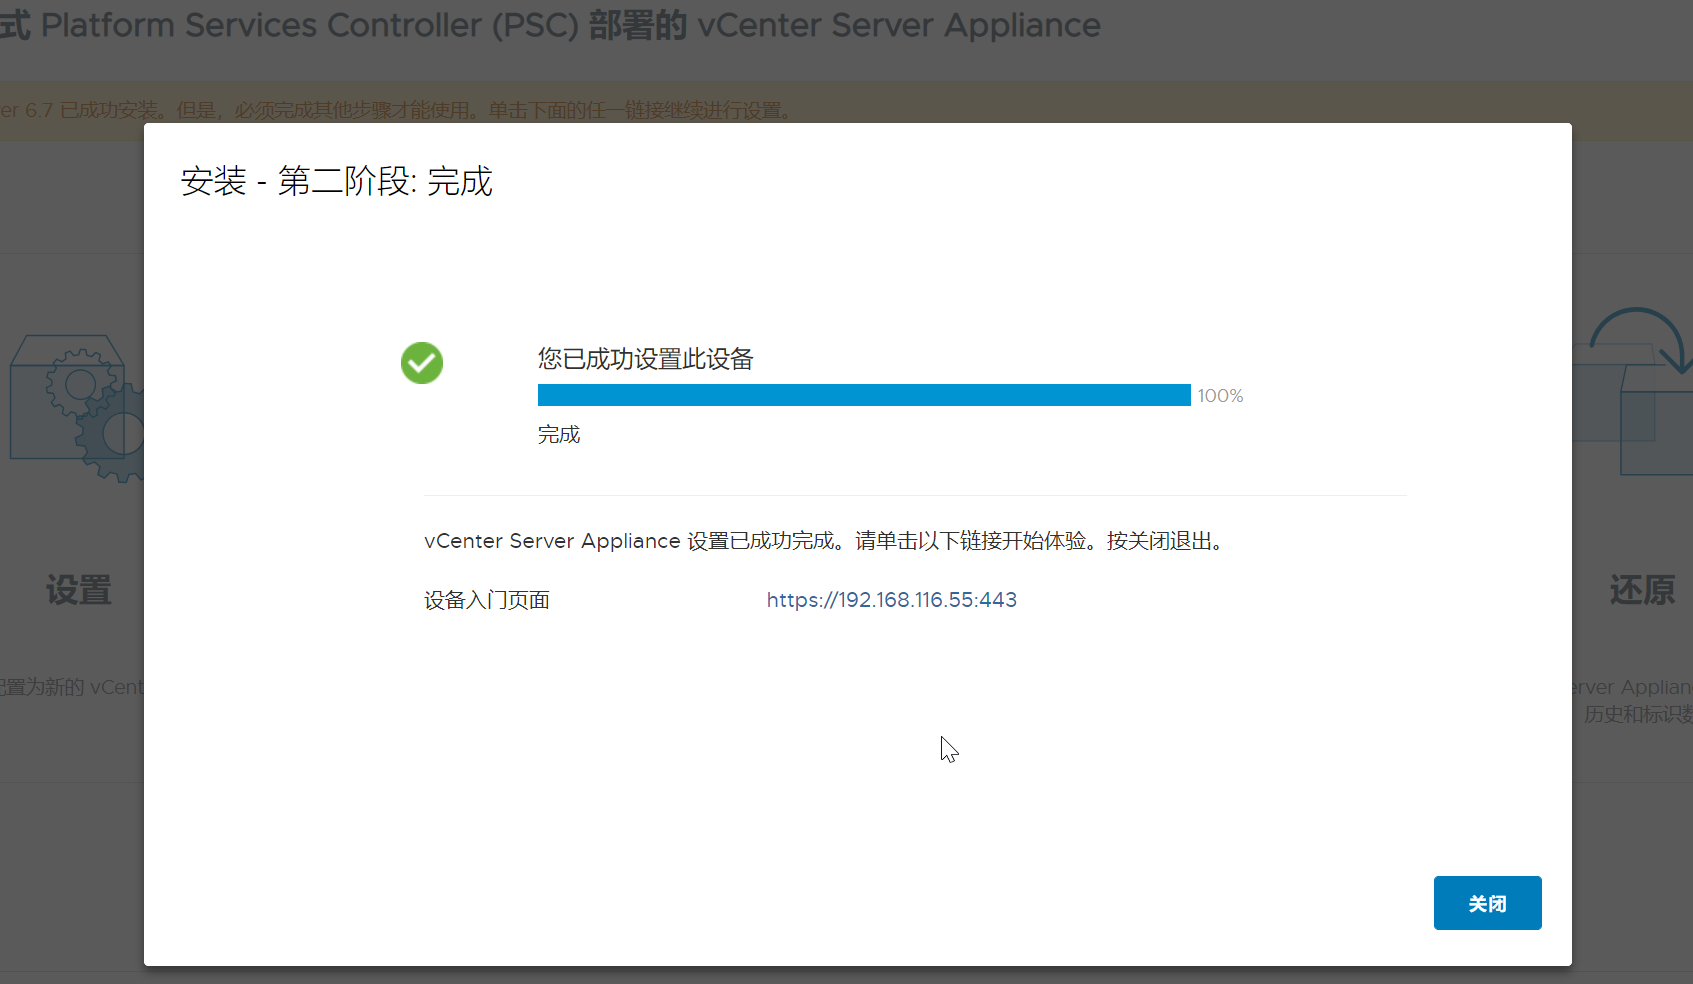 式 Platform Services Controller (PSC) 部署的 vCenter Server Appliance
er 6.7 已成功安装。但是，必须完成其他步骤才能使用。单击下面的任一链接继续进行设置。
安装 - 第二阶段: 完成
您已成功设置此设备
100%
完成
vCenter Server Appliance 设置已成功完成。请单击以下链接开始体验。按关闭退出。
设备入门页面 https://192.168.116.55:443
设置
还原
配置为新的 vCent
erver Applian
历史和标识数
关闭